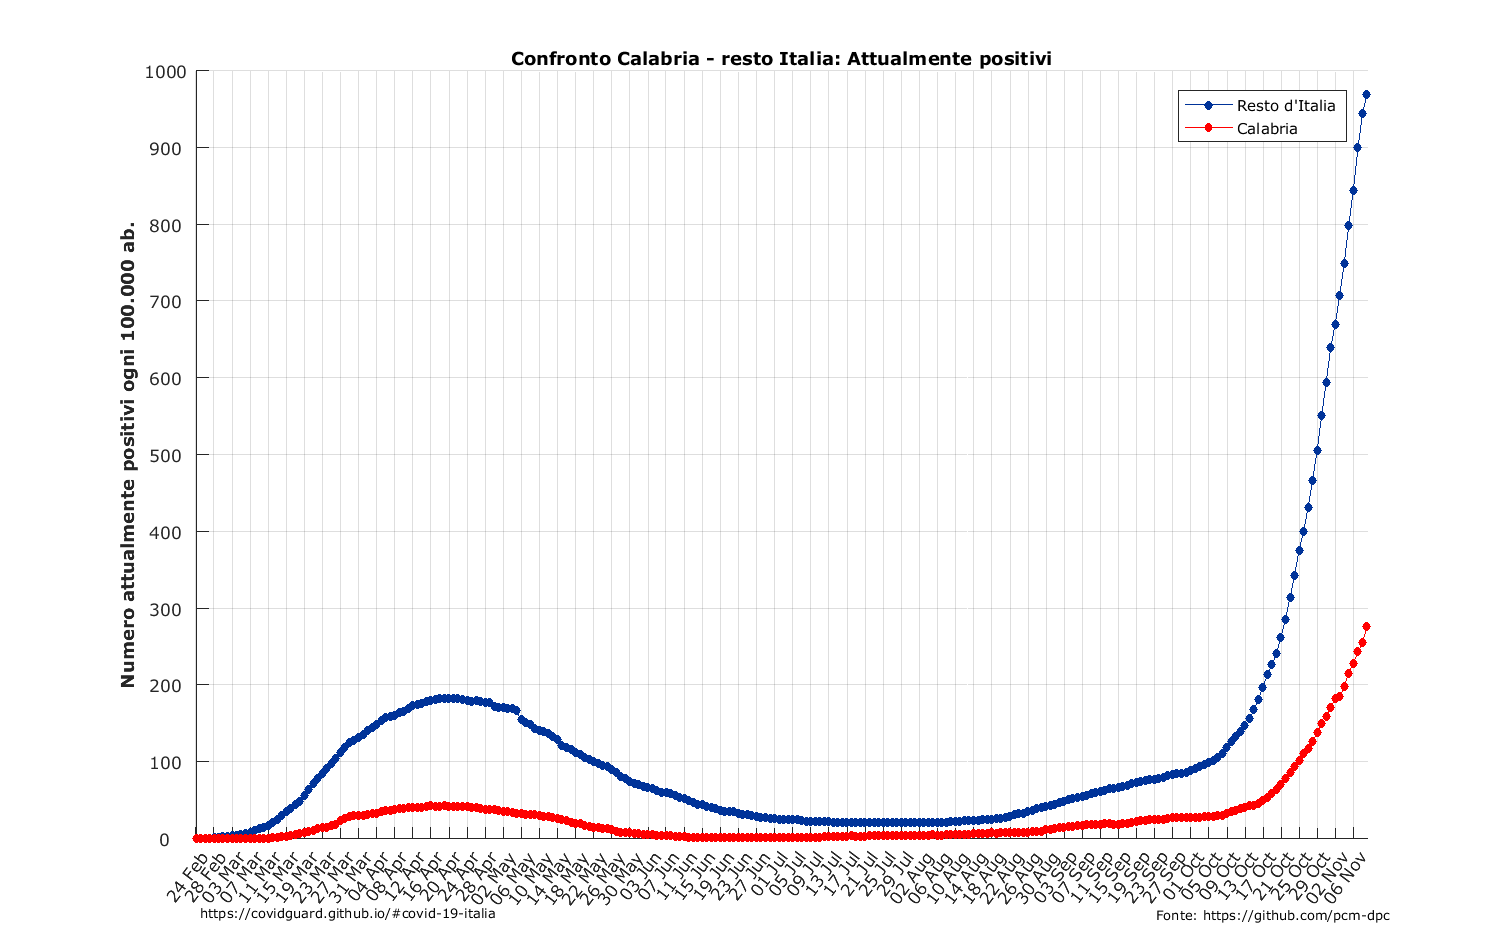 Confronto Calabria - resto Italia: Attualmente positivi
Numero attualmente positivi ogni 100.000 ab.
1000
900
800
700
600
500
400
300
200
100
0
Resto d'Italia
Calabria
24 Feb
28 Feb
03 Mar
07 Mar
11 Mar
15 Mar
19 Mar
23 Mar
27 Mar
31 Mar
04 Apr
08 Apr
12 Apr
16 Apr
20 Apr
24 Apr
28 Apr
02 May
06 May
10 May
14 May
18 May
22 May
26 May
30 May
03 Jun
07 Jun
11 Jun
15 Jun
19 Jun
23 Jun
27 Jun
01 Jul
05 Jul
09 Jul
13 Jul
17 Jul
21 Jul
25 Jul
29 Jul
02 Aug
06 Aug
10 Aug
14 Aug
18 Aug
22 Aug
26 Aug
30 Aug
03 Sep
07 Sep
11 Sep
15 Sep
19 Sep
23 Sep
27 Sep
01 Oct
05 Oct
09 Oct
13 Oct
17 Oct
21 Oct
25 Oct
29 Oct
02 Nov
06 Nov
https://covidguard.github.io/#covid-19-italia
Fonte: https://github.com/pcm-dpc